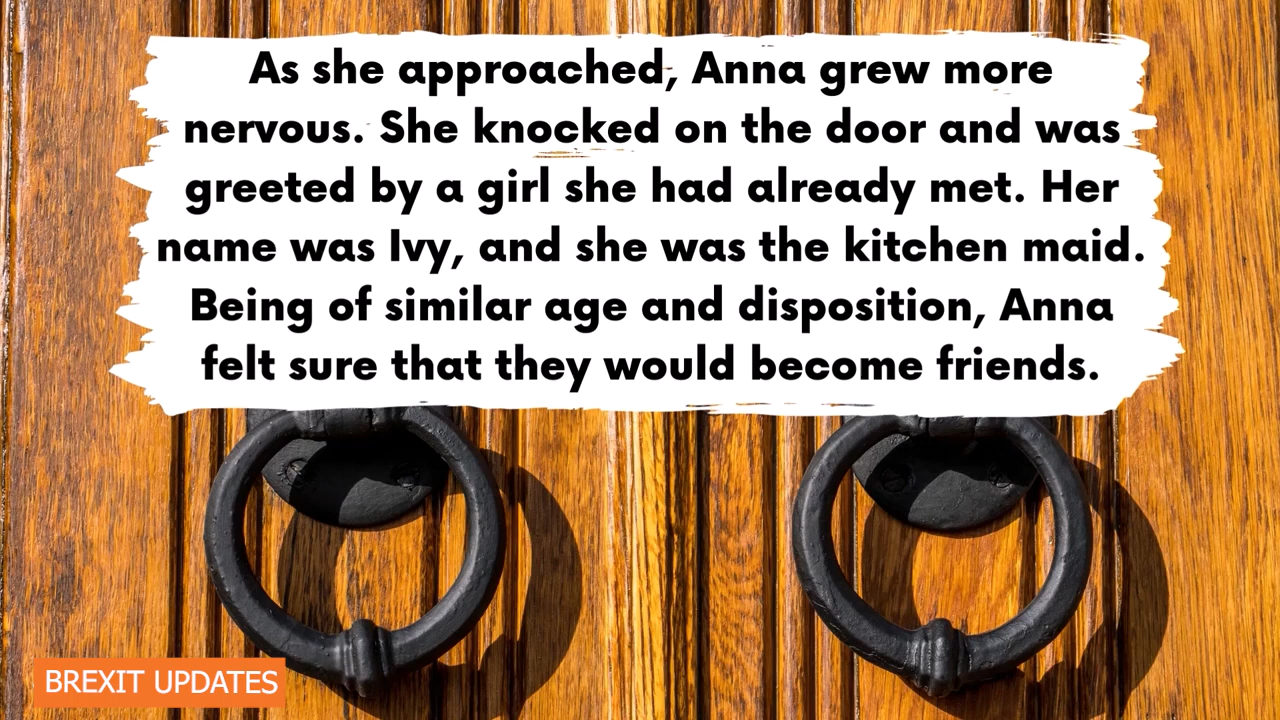 As she approached, Anna grew more
nervous. She knocked on the door and was
greeted by a girl she had already met. Her
name was Ivy, and she was the kitchen maid.
Being of similar age and disposition, Anna
felt sure that they would become friends.
BREXIT UPDATES